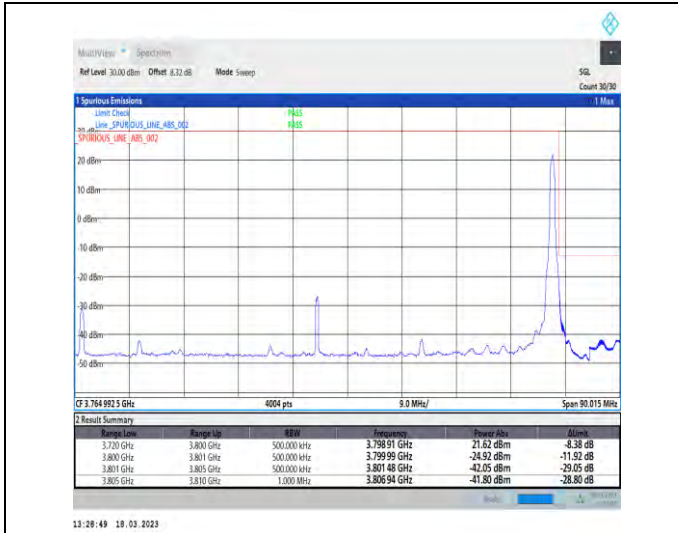 MultiView Spectrum
Ref Level 30.00 dBm Offset 8.32 dB Mode Sweep SGL
Count 30/30
1 Spurious Emissions 1 Max
Limit Check PASS
Line _SPURIOUS_LINE_ABS_002 PASS
30 dBm
_SPURIOUS_LINE_ABS_002
20 dBm
10 dBm
0 dBm
-10 dBm
-20 dBm
-30 dBm
-40 dBm
-50 dBm
CF 3.764 992 5 GHz 4004 pts 9.0 MHz/ Span 90.015 MHz
2 Result Summary
Range Low Range Up RBW Frequency Power Abs ΔLimit
3.720 GHz 3.800 GHz 500.000 kHz 3.798 91 GHz 21.62 dBm -8.38 dB
3.800 GHz 3.801 GHz 500.000 kHz 3.799 99 GHz -24.92 dBm -11.92 dB
3.801 GHz 3.805 GHz 500.000 kHz 3.801 48 GHz -42.05 dBm -29.05 dB
3.805 GHz 3.810 GHz 1.000 MHz 3.806 94 GHz -41.80 dBm -28.80 dB
13:28:49 18.03.2023